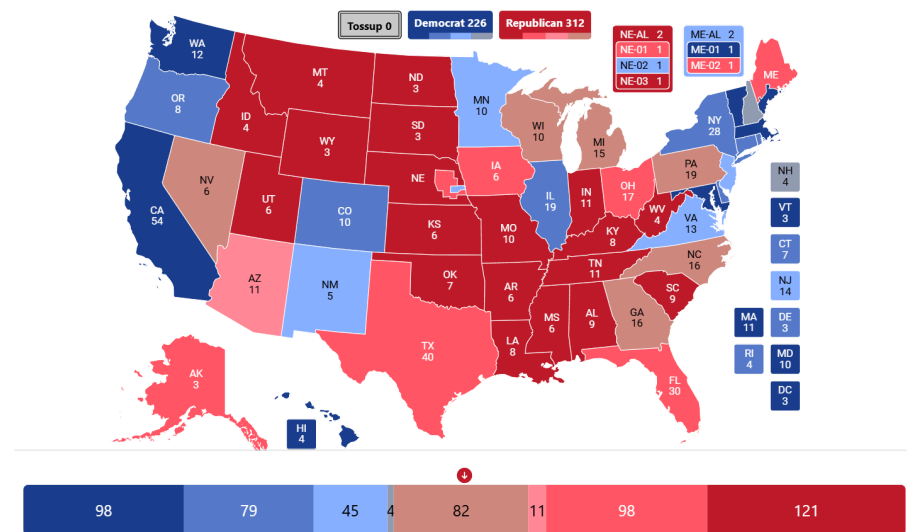 Tossup 0
Democrat 226
Republican 312
NE-AL 2
NE-01 1
NE-02 1
NE-03 1
ME-AL 2
ME-01 1
ME-02 1
WA
12
OR
8
CA
54
NV
6
ID
4
MT
4
WY
3
UT
6
AZ
11
CO
10
NM
5
ND
3
SD
3
NE
KS
6
OK
7
TX
40
MN
10
IA
6
MO
10
AR
6
LA
8
WI
10
IL
19
MI
15
IN
11
OH
17
KY
8
TN
11
MS
6
AL
9
GA
16
FL
30
SC
9
NC
16
VA
13
WV
4
PA
19
NY
28
ME
AK
3
HI
4
NH
4
VT
3
CT
7
NJ
14
MA
11
DE
3
RI
4
MD
10
DC
3
98
79
45
4
82
11
98
121